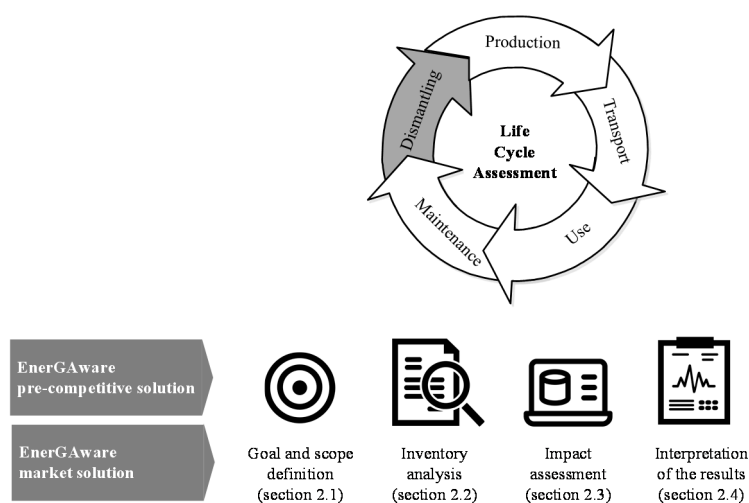 Production
Transport
Use
Maintenance
Dismantling
Life
Cycle
Assessment
EnerGAware
pre-competitive solution
EnerGAware
market solution
Goal and scope
definition
(section 2.1)
Inventory
analysis
(section 2.2)
Impact
assessment
(section 2.3)
Interpretation
of the results
(section 2.4)